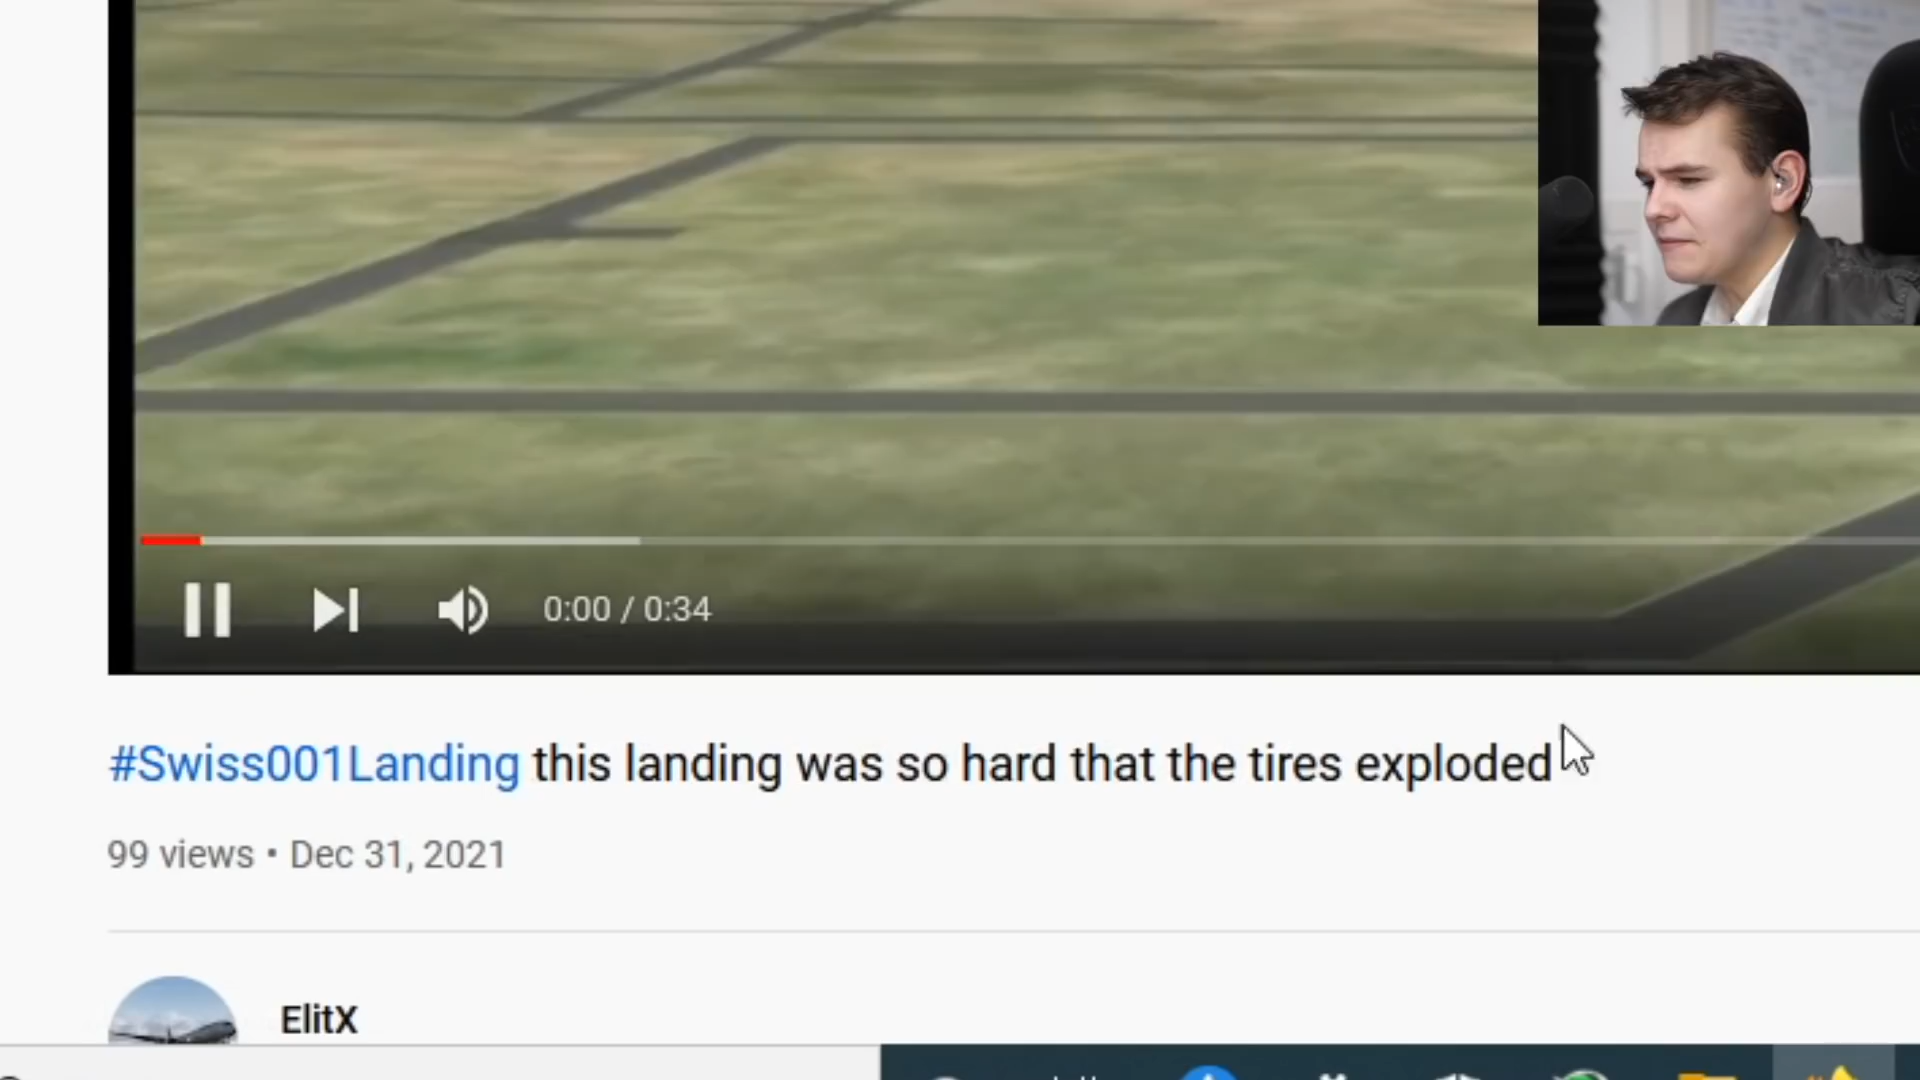 0:00 / 0:34
#Swiss001Landing this landing was so hard that the tires exploded
99 views • Dec 31, 2021
ElitX